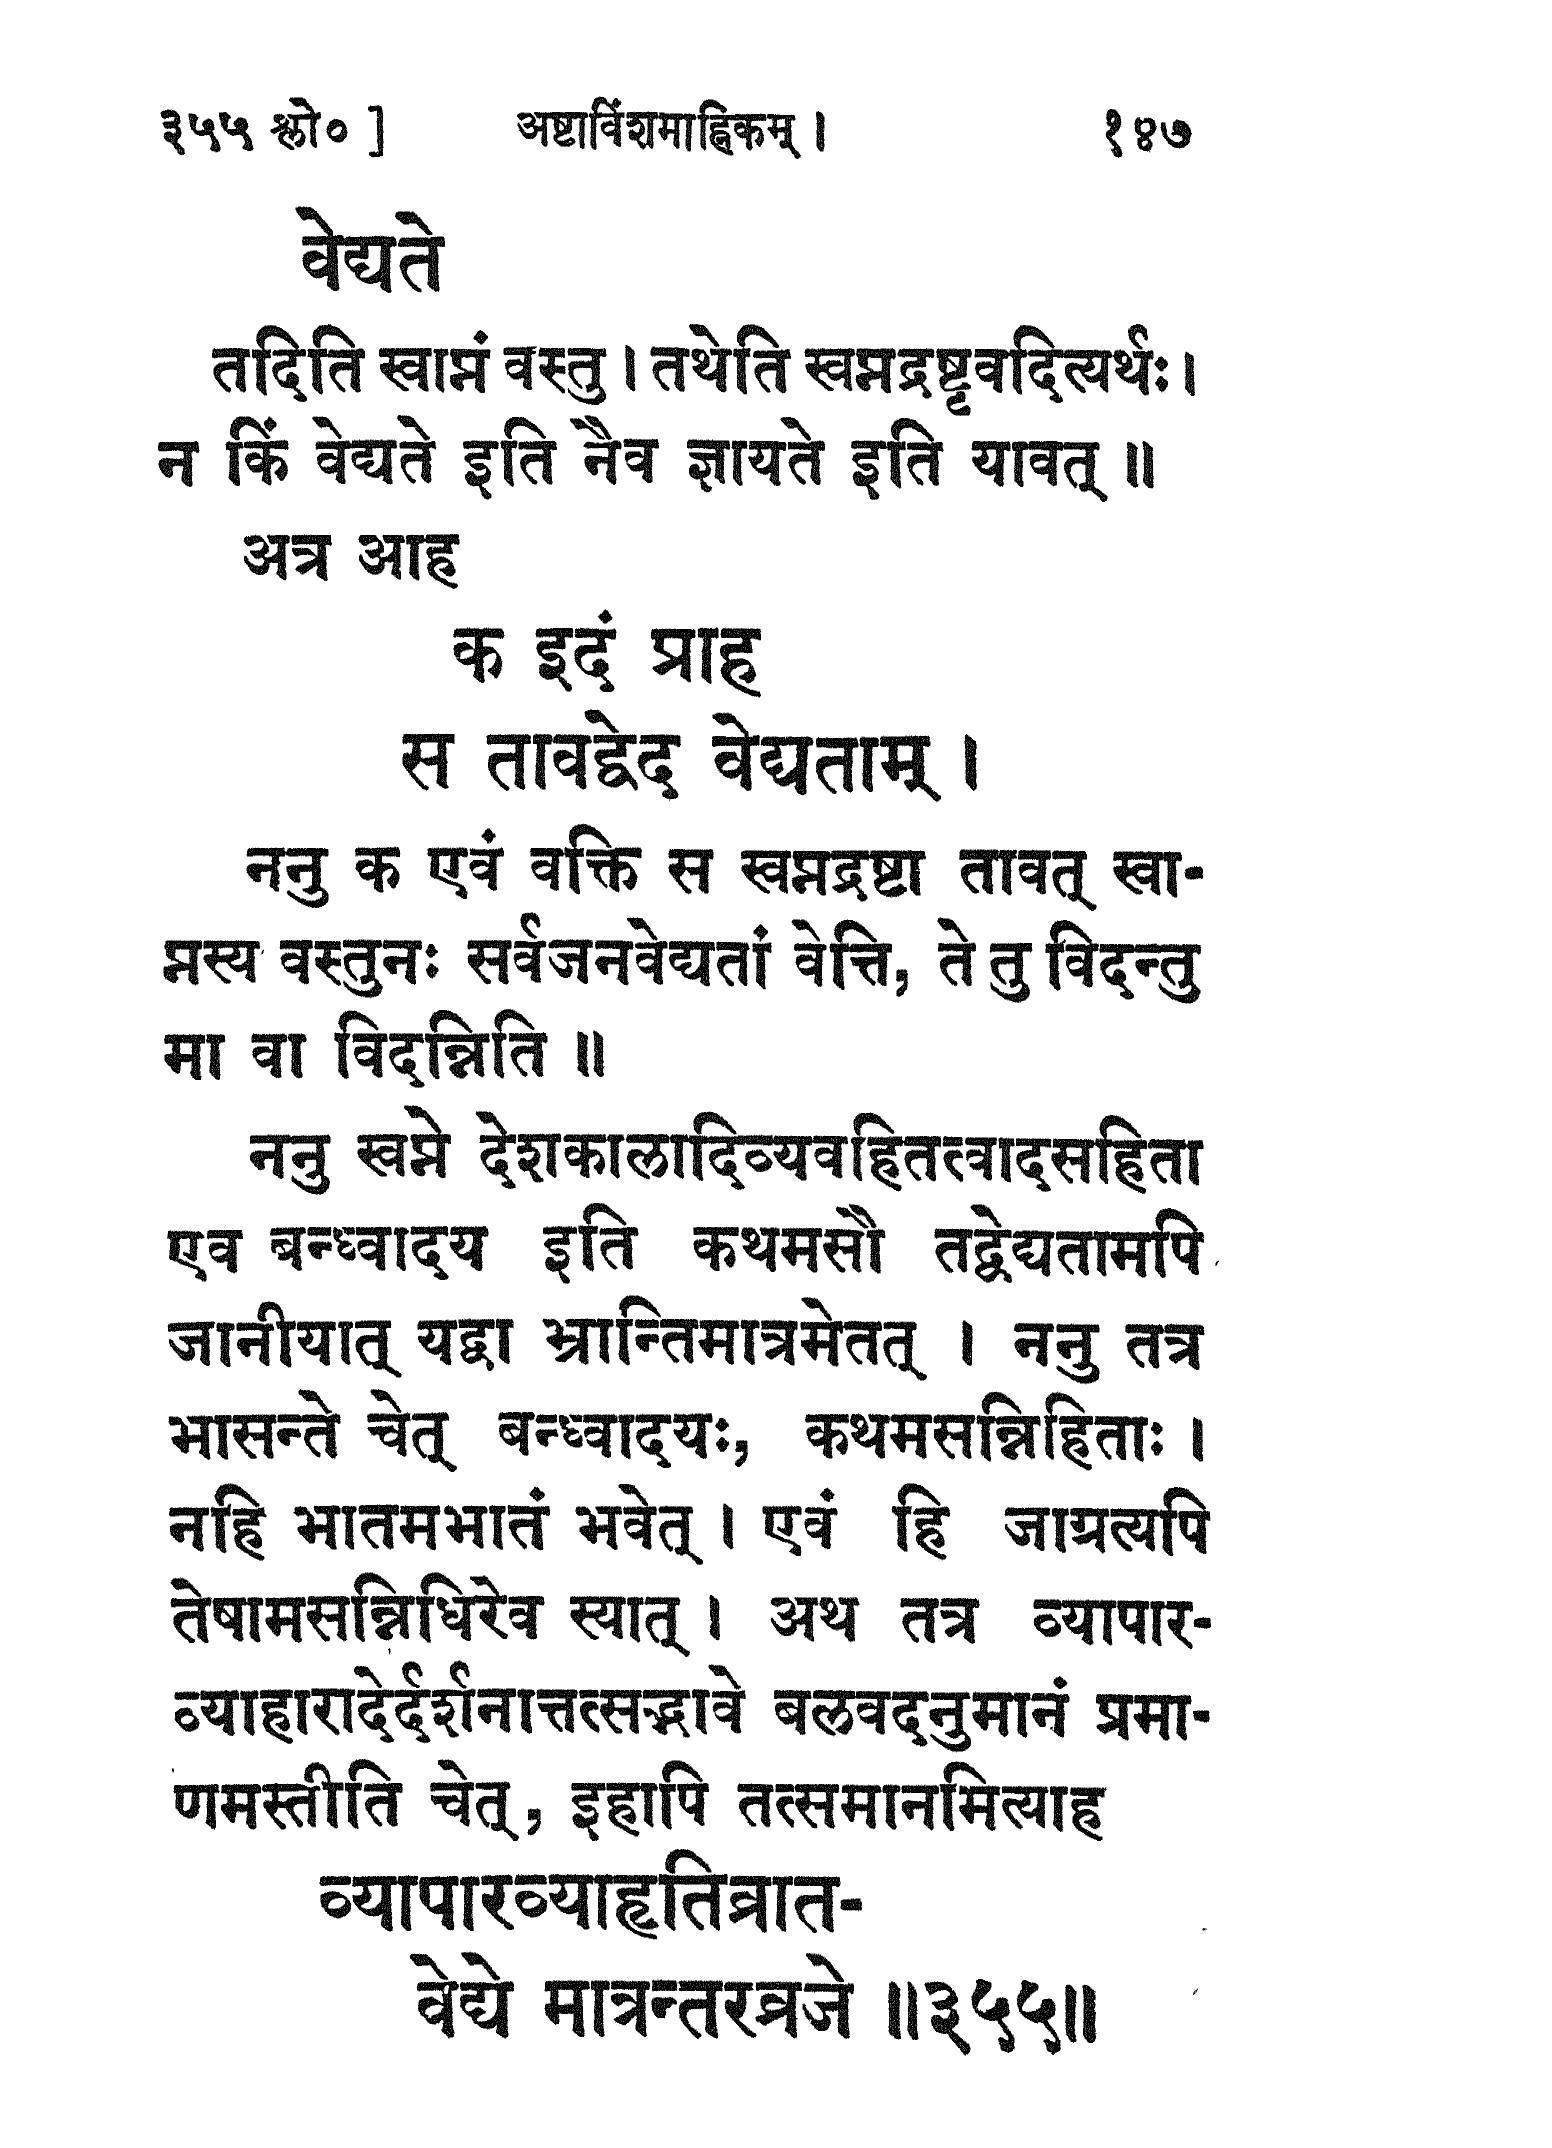 ३५५ श्लो० ] अष्टाविंशमाह्निकम् । १४७
वेद्यते
तदिति स्वाप्नं वस्तु । तथेति स्वप्नद्रष्टृवदित्यर्थः ।
न किं वेद्यते इति नैव ज्ञायते इति यावत् ॥
अत्र आह
क इदं प्राह
स तावद्वेद वेद्यताम् ।
ननु क एवं वक्ति स स्वप्नद्रष्टा तावत् स्वा-
प्नस्य वस्तुनः सर्वजनवेद्यतां वेत्ति, ते तु विदन्तु
मा वा विदन्निति ॥
ननु स्वप्ने देशकालादिव्यवहितत्वादसहिता
एव बन्ध्वादय इति कथमसौ तद्वेद्यतामपि
जानीयात् यद्वा भ्रान्तिमात्रमेतत् । ननु तत्र
भासन्ते चेत् बन्ध्वादयः, कथमसन्निहिताः ।
नहि भातमभातं भवेत् । एवं हि जाग्रत्यपि
तेषामसन्निधिरेव स्यात् । अथ तत्र व्यापार-
व्याहारादेर्दर्शनात्तत्सद्भावे बलवदनुमानं प्रमा-
णमस्तीति चेत्, इहापि तत्समानमित्याह
व्यापारव्याहृतिव्रात-
वेद्ये मात्रन्तरव्रजे ॥३५५॥